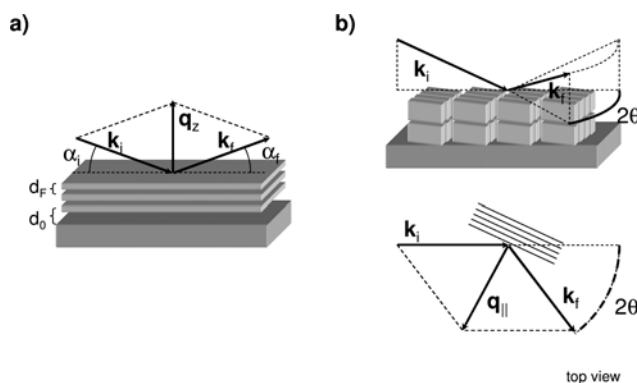 a)
k_i
q_z
k_f
α_i
α_f
d_F
d_0
b)
k_i
k_f
2θ
k_i
q_||
k_f
2θ
top view